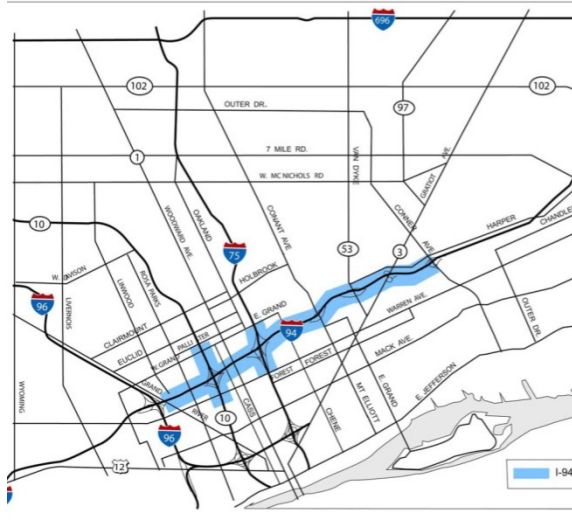 696
102
102
97
OUTER DR.
7 MILE RD.
1
W. MC NICHOLS RD
VAN DYKE
GRATIOT AVE.
10
WOODWARD AVE.
OAKLAND
CONANT AVE.
CONNER AVE.
HARPER
CHANDLE
75
53
3
W. DAVISON
HOLBROOK
96
LIVERNOIS
LINWOOD
ROSA PARKS
CLAIRMOUNT
EUCLID
E. GRAND
PALLISTER
W. GRAND
94
WARREN AVE.
OUTER DR.
WYOMING
GRAND
RIVER
CASS
FOREST
FOREST
MACK AVE.
10
CHENE
MT ELLIOTT
E. GRAND
E. JEFFERSON
96
12
I-94